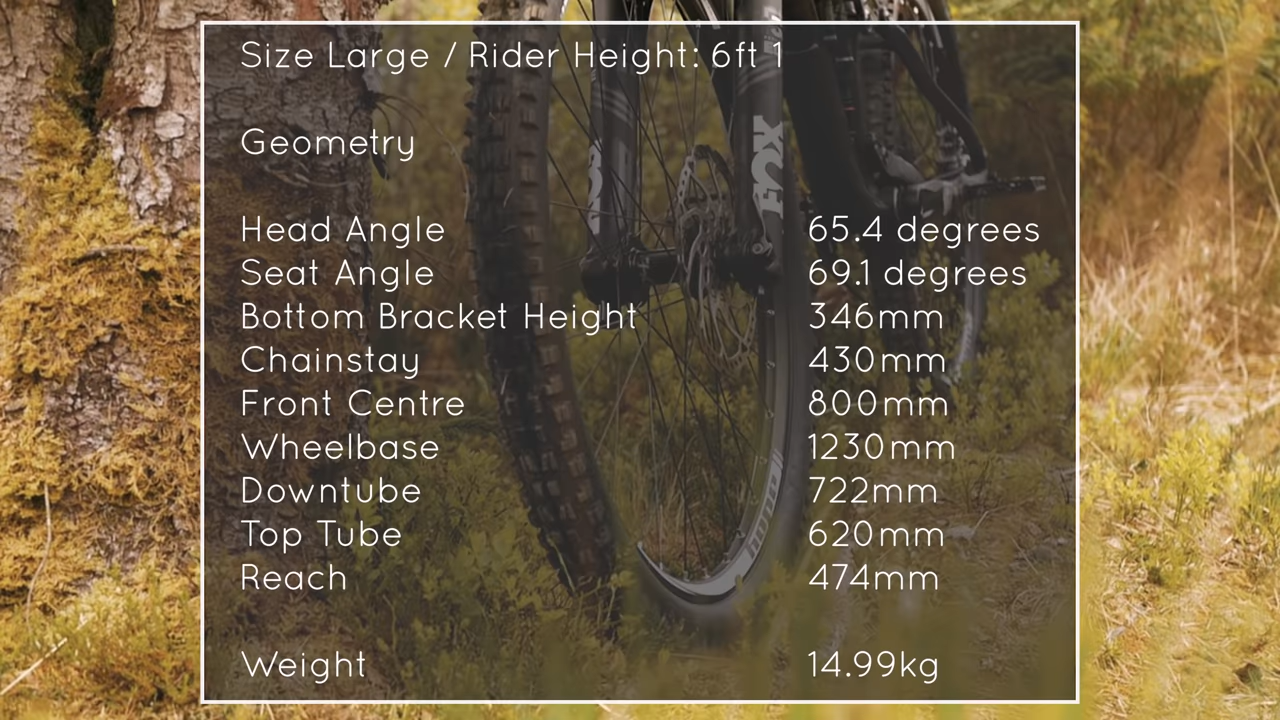 Size Large / Rider Height: 6ft 1
Geometry
Head Angle 65.4 degrees
Seat Angle 69.1 degrees
Bottom Bracket Height 346mm
Chainstay 430mm
Front Centre 800mm
Wheelbase 1230mm
Downtube 722mm
Top Tube 620mm
Reach 474mm
Weight 14.99kg
FOX
hope